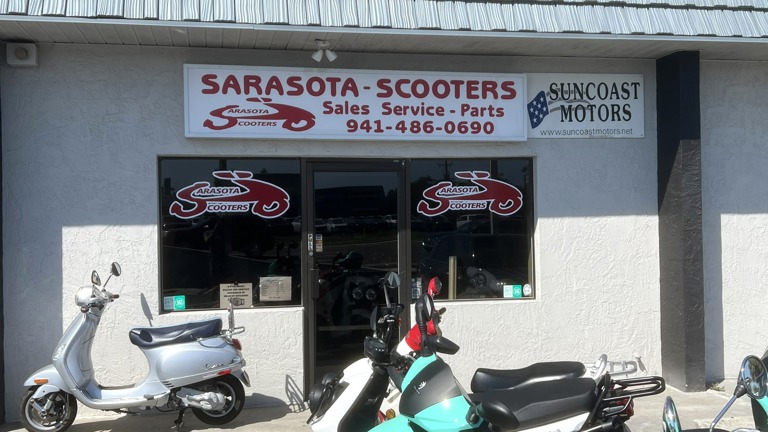 SARASOTA - SCOOTERS
SARASOTA
SCOOTERS
Sales Service - Parts
941-486-0690
SUNCOAST
MOTORS
www.suncoastmotors.net
SARASOTA
SCOOTERS
SARASOTA
SCOOTERS